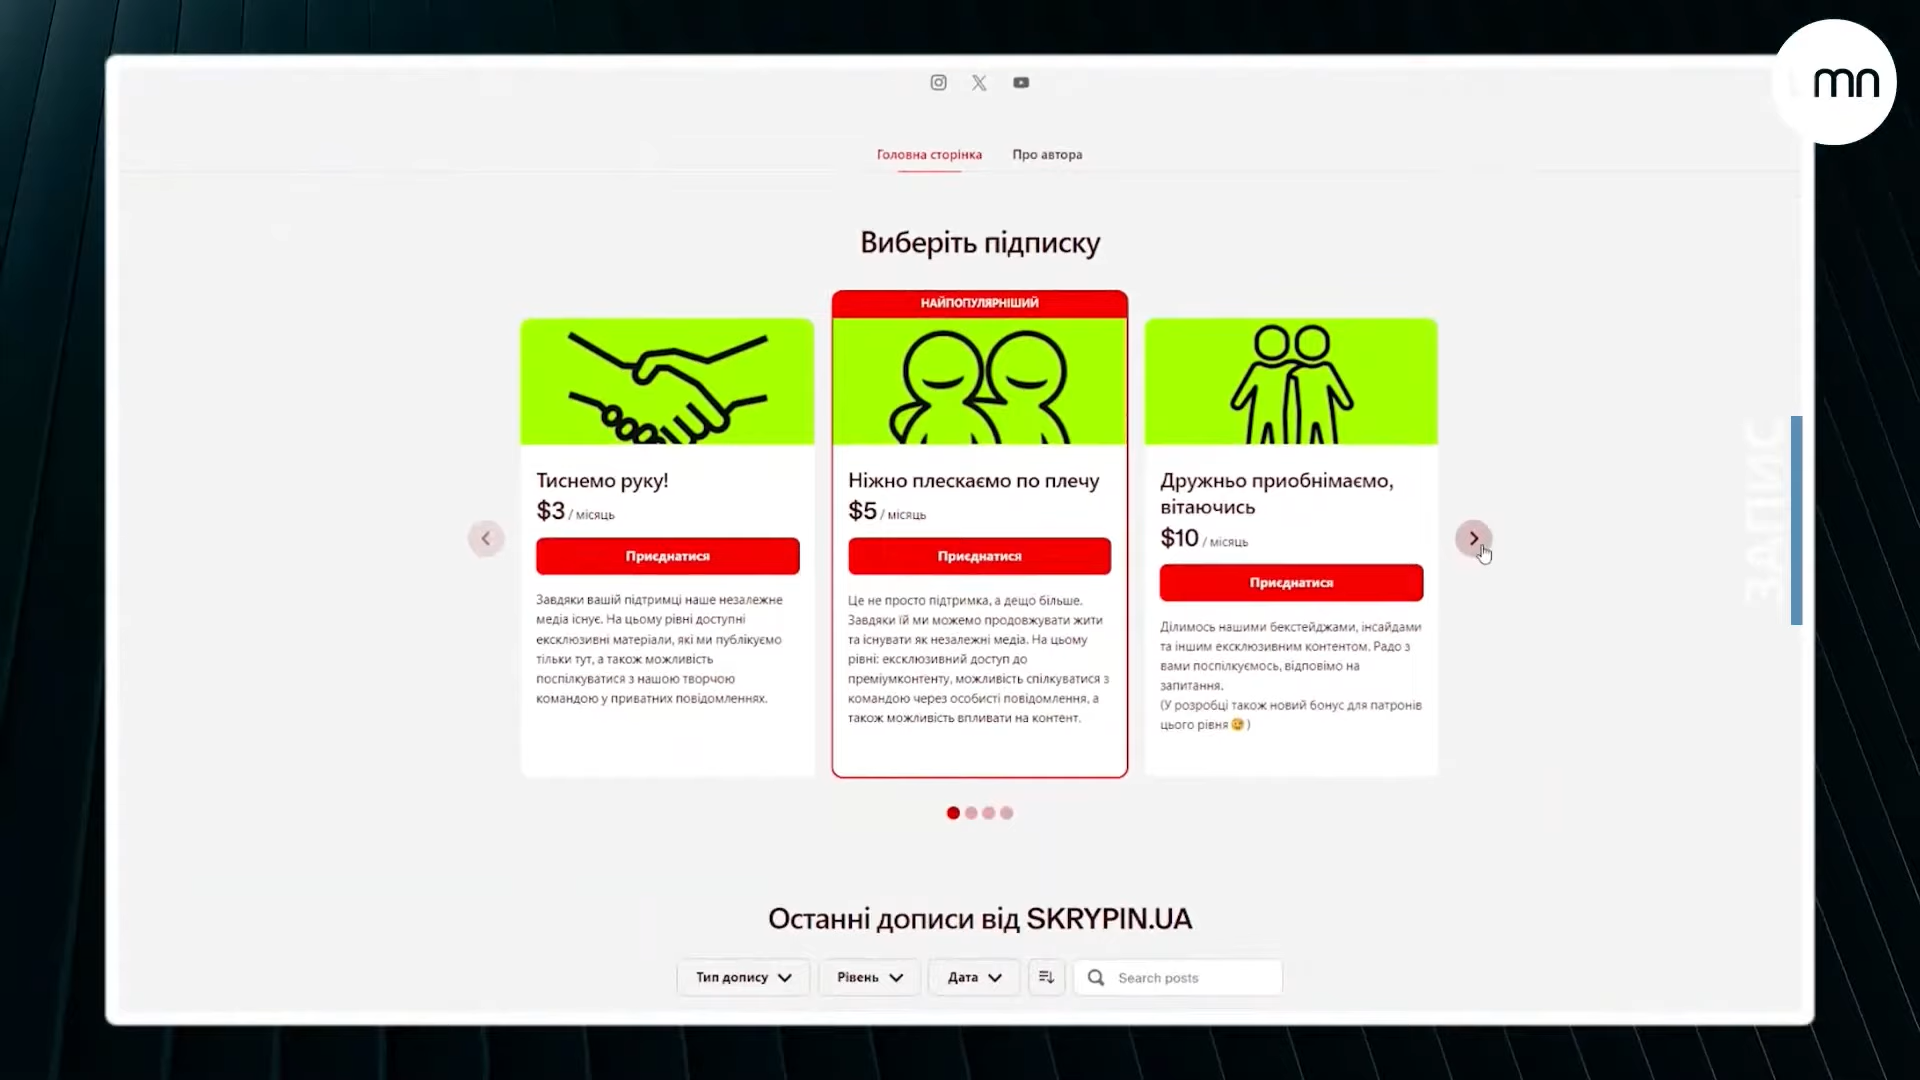 mn
Головна сторінка
Про автора
Виберіть підписку
НАЙПОПУЛЯРНІШИЙ
Тиснемо руку!
$3 / місяць
Приєднатися
Завдяки вашій підтримці наше незалежне
медіа існує. На цьому рівні доступні
ексклюзивні матеріали, які ми публікуємо
тільки тут, а також можливість
поспілкуватися з нашою творчою
командою у приватних повідомленнях.
Ніжно плескаємо по плечу
$5 / місяць
Приєднатися
Це не просто підтримка, а дещо більше.
Завдяки їй ми можемо продовжувати жити
та існувати як незалежні медіа. На цьому
рівні: ексклюзивний доступ до
преміумконтенту, можливість спілкуватися з
командою через особисті повідомлення, а
також можливість впливати на контент.
Дружньо приобнімаємо,
вітаючись
$10 / місяць
Приєднатися
Ділимось нашими бекстейджами, інсайдами
та іншим ексклюзивним контентом. Радо з
вами поспілкуємось, відповімо на
запитання.
(У розробці також новий бонус для патронів
цього рівня 🥲 )
ЗАПИС
Останні дописи від SKRYPIN.UA
Тип допису
Рівень
Дата
Search posts